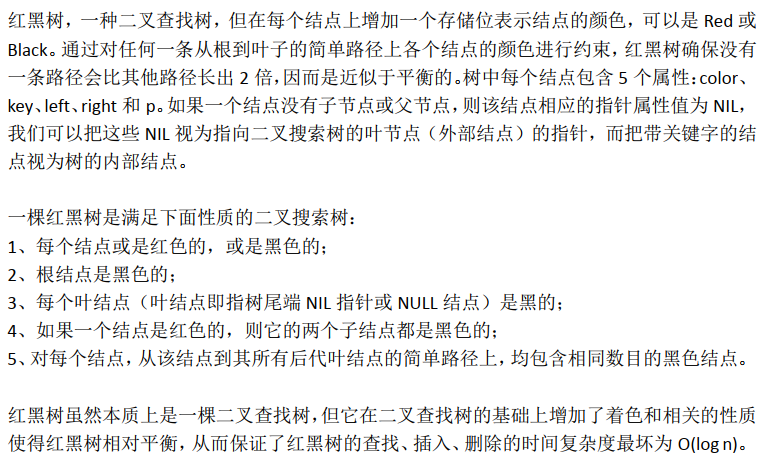 红黑树，一种二叉查找树，但在每个结点上增加一个存储位表示结点的颜色，可以是 Red 或
Black。通过对任何一条从根到叶子的简单路径上各个结点的颜色进行约束，红黑树确保没有
一条路径会比其他路径长出 2 倍，因而是近似于平衡的。树中每个结点包含 5 个属性：color、
key、left、right 和 p。如果一个结点没有子节点或父节点，则该结点相应的指针属性值为 NIL，
我们可以把这些 NIL 视为指向二叉搜索树的叶节点（外部结点）的指针，而把带关键字的结
点视为树的内部结点。
一棵红黑树是满足下面性质的二叉搜索树：
1、每个结点或是红色的，或是黑色的；
2、根结点是黑色的；
3、每个叶结点（叶结点即指树尾端 NIL 指针或 NULL 结点）是黑的；
4、如果一个结点是红色的，则它的两个子结点都是黑色的；
5、对每个结点，从该结点到其所有后代叶结点的简单路径上，均包含相同数目的黑色结点。
红黑树虽然本质上是一棵二叉查找树，但它在二叉查找树的基础上增加了着色和相关的性质
使得红黑树相对平衡，从而保证了红黑树的查找、插入、删除的时间复杂度最坏为 O(log n)。